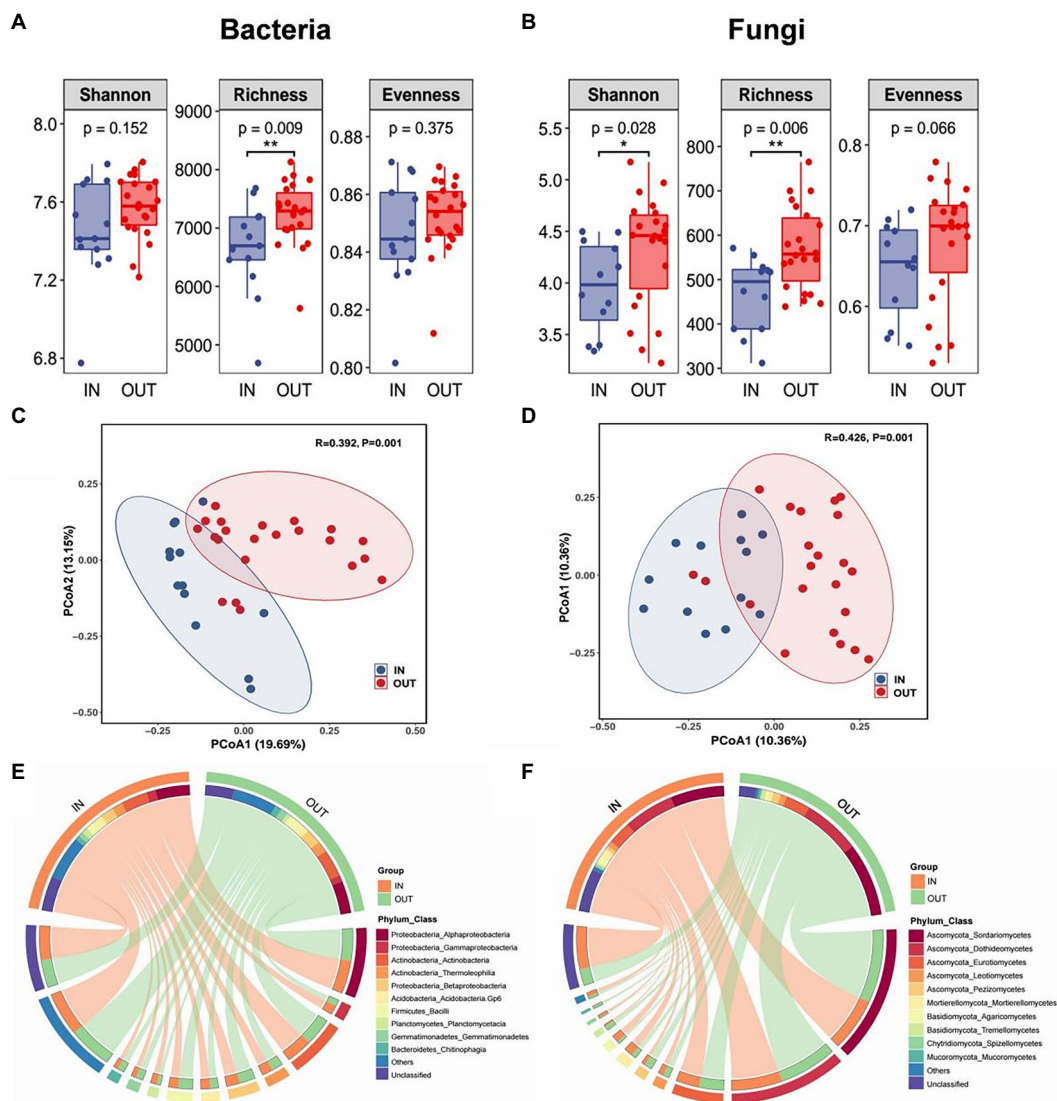 A
Bacteria
B
Fungi
Shannon
Richness
Evenness
p = 0.152
p = 0.009
**
p = 0.375
8.0
7.6
7.2
6.8
9000
8000
7000
6000
5000
0.88
0.86
0.84
0.82
0.80
IN OUT
IN OUT
IN OUT
Shannon
Richness
Evenness
p = 0.028
*
p = 0.006
**
p = 0.066
5.5
5.0
4.5
4.0
3.5
800
700
600
500
400
300
0.8
0.7
0.6
IN OUT
IN OUT
IN OUT
C
R=0.392, P=0.001
PCoA2 (13.15%)
0.25
0.00
−0.25
−0.50
−0.25
0.00
0.25
0.50
PCoA1 (19.69%)
IN
OUT
D
R=0.426, P=0.001
PCoA1 (10.36%)
0.25
0.00
−0.25
−0.25
0.00
0.25
PCoA1 (10.36%)
IN
OUT
E
IN
OUT
Group
IN
OUT
Phylum_Class
Proteobacteria_Alphaproteobacteria
Proteobacteria_Gammaproteobacteria
Actinobacteria_Actinobacteria
Actinobacteria_Thermoleophilia
Proteobacteria_Betaproteobacteria
Acidobacteria_Acidobacteria.Gp6
Firmicutes_Bacilli
Planctomycetes_Planctomycetacia
Gemmatimonadetes_Gemmatimonadetes
Bacteroidetes_Chitinophagia
Others
Unclassified
F
IN
OUT
Group
IN
OUT
Phylum_Class
Ascomycota_Sordariomycetes
Ascomycota_Dothideomycetes
Ascomycota_Eurotiomycetes
Ascomycota_Leotiomycetes
Ascomycota_Pezizomycetes
Mortierellomycota_Mortierellomycetes
Basidiomycota_Agaricomycetes
Basidiomycota_Tremellomycetes
Chytridiomycota_Spizellomycetes
Mucoromycota_Mucoromycetes
Others
Unclassified